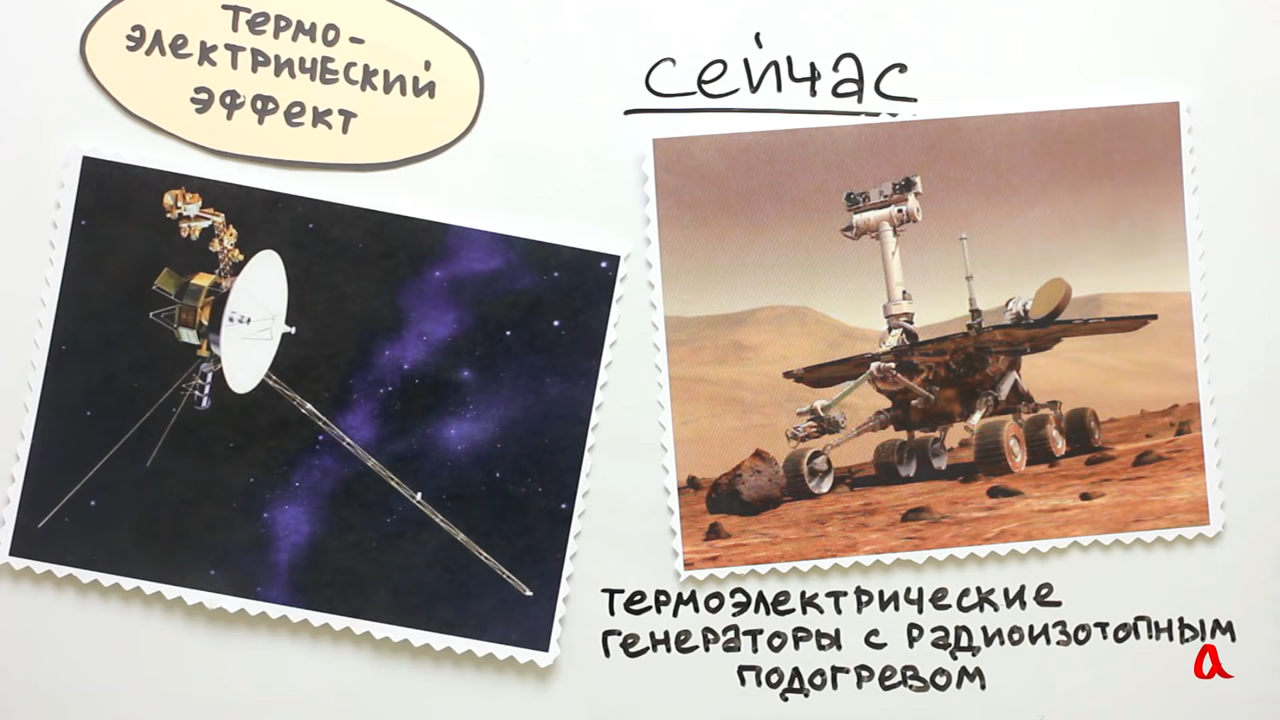 ТЕРМО-
ЭЛЕКТРИЧЕСКИЙ
ЭФФЕКТ
сейчас
ТЕРМОЭЛЕКТРИЧЕСКИЕ
ГЕНЕРАТОРЫ С РАДИОИЗОТОПНЫМ
ПОДОГРЕВОМ
a